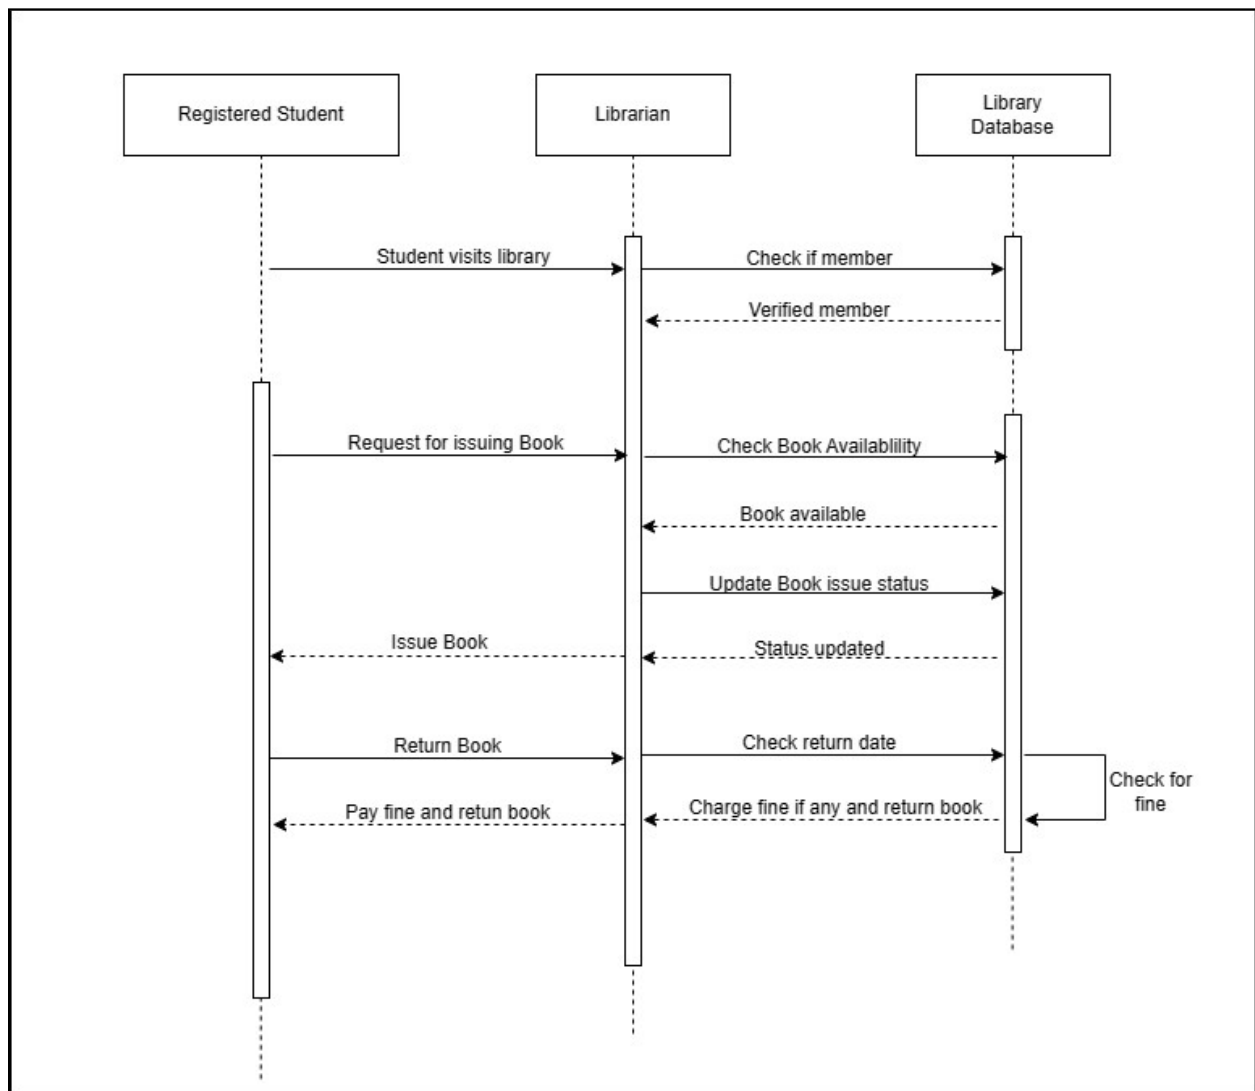 Registered Student
Librarian
Library
Database
Student visits library
Check if member
Verified member
Request for issuing Book
Check Book Availablility
Book available
Update Book issue status
Issue Book
Status updated
Return Book
Check return date
Check for
fine
Pay fine and retun book
Charge fine if any and return book